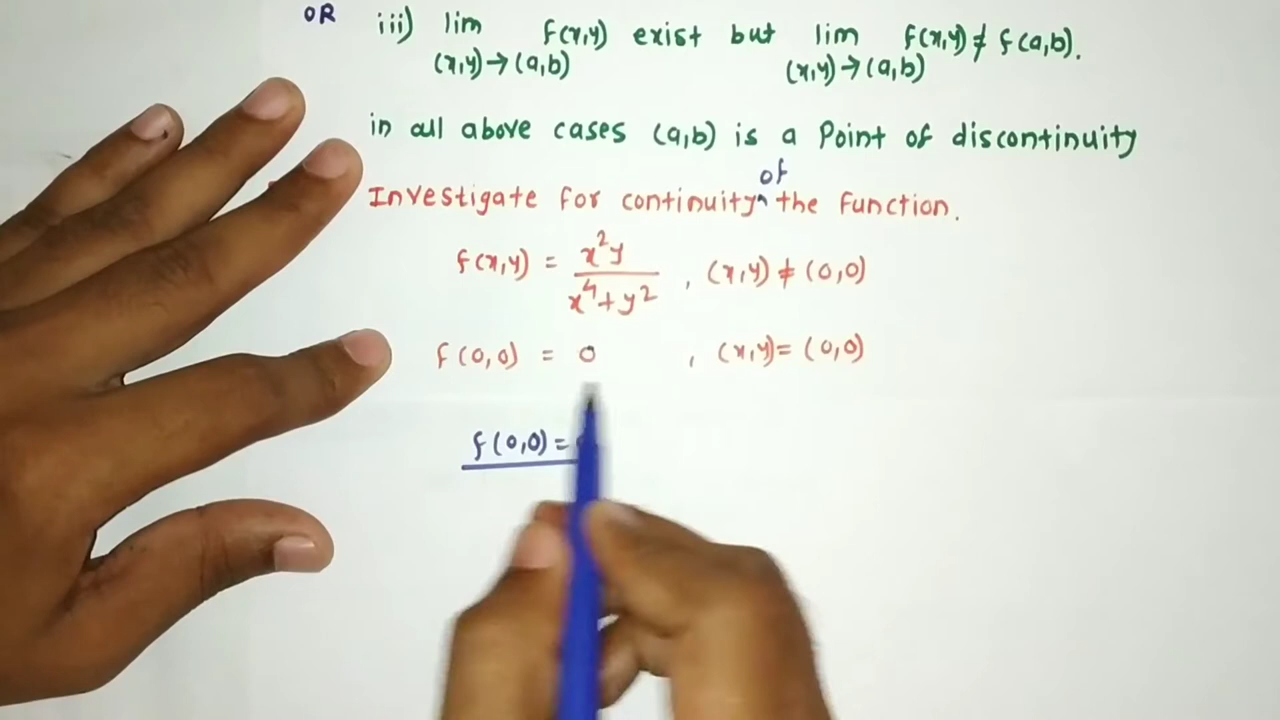 OR iii) lim f(x,y) exist but lim f(x,y) ≠ f(a,b).
(x,y)→(a,b) (x,y)→(a,b)
in all above cases (a,b) is a Point of discontinuity
Investigate for continuity of the function.
f(x,y) = x²y / x⁴+y² , (x,y) ≠ (0,0)
f(0,0) = 0 , (x,y) = (0,0)
f(0,0) =